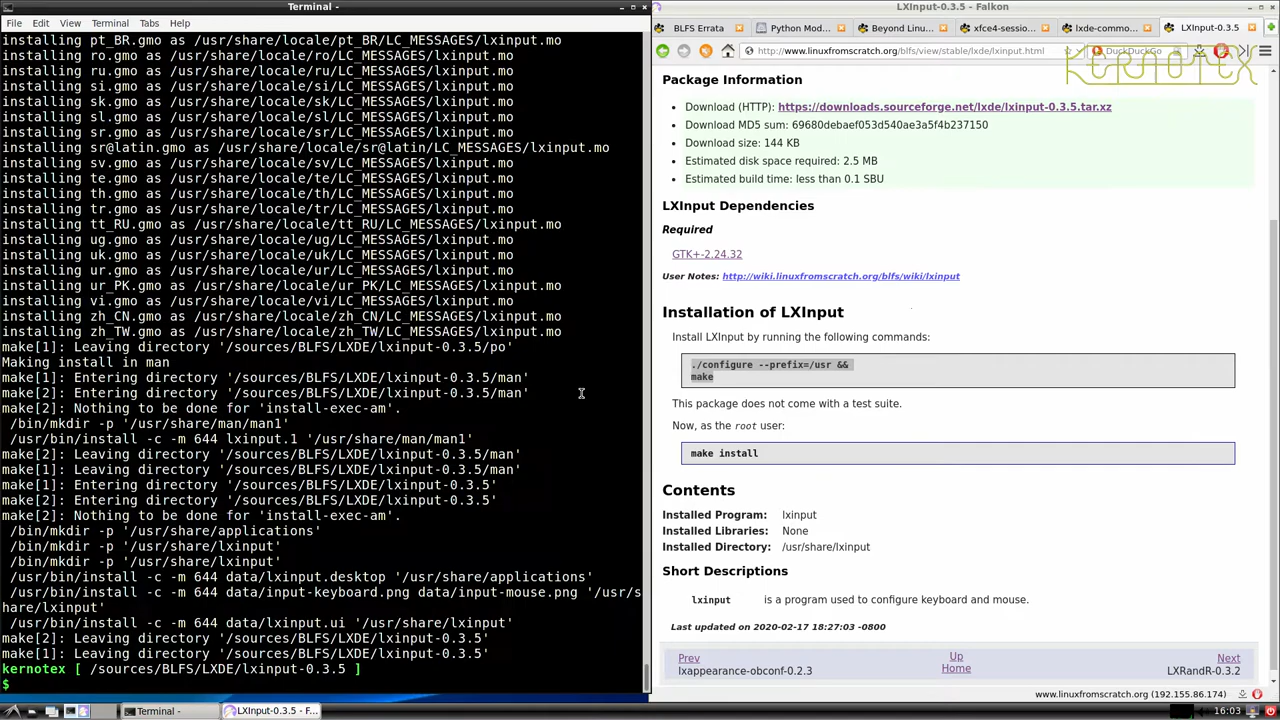 Terminal -
File Edit View Terminal Tabs Help
installing pt_BR.gmo as /usr/share/locale/pt_BR/LC_MESSAGES/lxinput.mo
installing ro.gmo as /usr/share/locale/ro/LC_MESSAGES/lxinput.mo
installing ru.gmo as /usr/share/locale/ru/LC_MESSAGES/lxinput.mo
installing si.gmo as /usr/share/locale/si/LC_MESSAGES/lxinput.mo
installing sk.gmo as /usr/share/locale/sk/LC_MESSAGES/lxinput.mo
installing sl.gmo as /usr/share/locale/sl/LC_MESSAGES/lxinput.mo
installing sr.gmo as /usr/share/locale/sr/LC_MESSAGES/lxinput.mo
installing sr@latin.gmo as /usr/share/locale/sr@latin/LC_MESSAGES/lxinput.mo
installing sv.gmo as /usr/share/locale/sv/LC_MESSAGES/lxinput.mo
installing te.gmo as /usr/share/locale/te/LC_MESSAGES/lxinput.mo
installing th.gmo as /usr/share/locale/th/LC_MESSAGES/lxinput.mo
installing tr.gmo as /usr/share/locale/tr/LC_MESSAGES/lxinput.mo
installing tt_RU.gmo as /usr/share/locale/tt_RU/LC_MESSAGES/lxinput.mo
installing ug.gmo as /usr/share/locale/ug/LC_MESSAGES/lxinput.mo
installing uk.gmo as /usr/share/locale/uk/LC_MESSAGES/lxinput.mo
installing ur.gmo as /usr/share/locale/ur/LC_MESSAGES/lxinput.mo
installing ur_PK.gmo as /usr/share/locale/ur_PK/LC_MESSAGES/lxinput.mo
installing vi.gmo as /usr/share/locale/vi/LC_MESSAGES/lxinput.mo
installing zh_CN.gmo as /usr/share/locale/zh_CN/LC_MESSAGES/lxinput.mo
installing zh_TW.gmo as /usr/share/locale/zh_TW/LC_MESSAGES/lxinput.mo
make[1]: Leaving directory '/sources/BLFS/LXDE/lxinput-0.3.5/po'
Making install in man
make[1]: Entering directory '/sources/BLFS/LXDE/lxinput-0.3.5/man'
make[2]: Entering directory '/sources/BLFS/LXDE/lxinput-0.3.5/man'
make[2]: Nothing to be done for 'install-exec-am'.
/bin/mkdir -p '/usr/share/man/man1'
/usr/bin/install -c -m 644 lxinput.1 '/usr/share/man/man1'
make[2]: Leaving directory '/sources/BLFS/LXDE/lxinput-0.3.5/man'
make[1]: Leaving directory '/sources/BLFS/LXDE/lxinput-0.3.5/man'
make[1]: Entering directory '/sources/BLFS/LXDE/lxinput-0.3.5'
make[2]: Entering directory '/sources/BLFS/LXDE/lxinput-0.3.5'
make[2]: Nothing to be done for 'install-exec-am'.
/bin/mkdir -p '/usr/share/applications'
/bin/mkdir -p '/usr/share/lxinput'
/bin/mkdir -p '/usr/share/lxinput'
/usr/bin/install -c -m 644 data/lxinput.desktop '/usr/share/applications'
/usr/bin/install -c -m 644 data/input-keyboard.png data/input-mouse.png '/usr/s
hare/lxinput'
/usr/bin/install -c -m 644 data/lxinput.ui '/usr/share/lxinput'
make[2]: Leaving directory '/sources/BLFS/LXDE/lxinput-0.3.5'
make[1]: Leaving directory '/sources/BLFS/LXDE/lxinput-0.3.5'
kernotex [ /sources/BLFS/LXDE/lxinput-0.3.5 ]
$
LXInput-0.3.5 - Falkon
BLFS Errata Python Mod... Beyond Linu... xfce4-sessio... lxde-commo... LXInput-0.3.5
http://www.linuxfromscratch.org/blfs/view/stable/lxde/lxinput.html DuckDuckGo
KERNOTEX
Package Information
• Download (HTTP): https://downloads.sourceforge.net/lxde/lxinput-0.3.5.tar.xz
• Download MD5 sum: 69680debaef053d540ae3a5f4b237150
• Download size: 144 KB
• Estimated disk space required: 2.5 MB
• Estimated build time: less than 0.1 SBU
LXInput Dependencies
Required
GTK+-2.24.32
User Notes: http://wiki.linuxfromscratch.org/blfs/wiki/lxinput
Installation of LXInput
Install LXInput by running the following commands:
./configure --prefix=/usr &&
make
This package does not come with a test suite.
Now, as the root user:
make install
Contents
Installed Program: lxinput
Installed Libraries: None
Installed Directory: /usr/share/lxinput
Short Descriptions
lxinput is a program used to configure keyboard and mouse.
Last updated on 2020-02-17 18:27:03 -0800
Prev Up Next
lxappearance-obconf-0.2.3 Home LXRandR-0.3.2
www.linuxfromscratch.org (192.155.86.174)
Terminal - LXInput-0.3.5 - F... 16:03